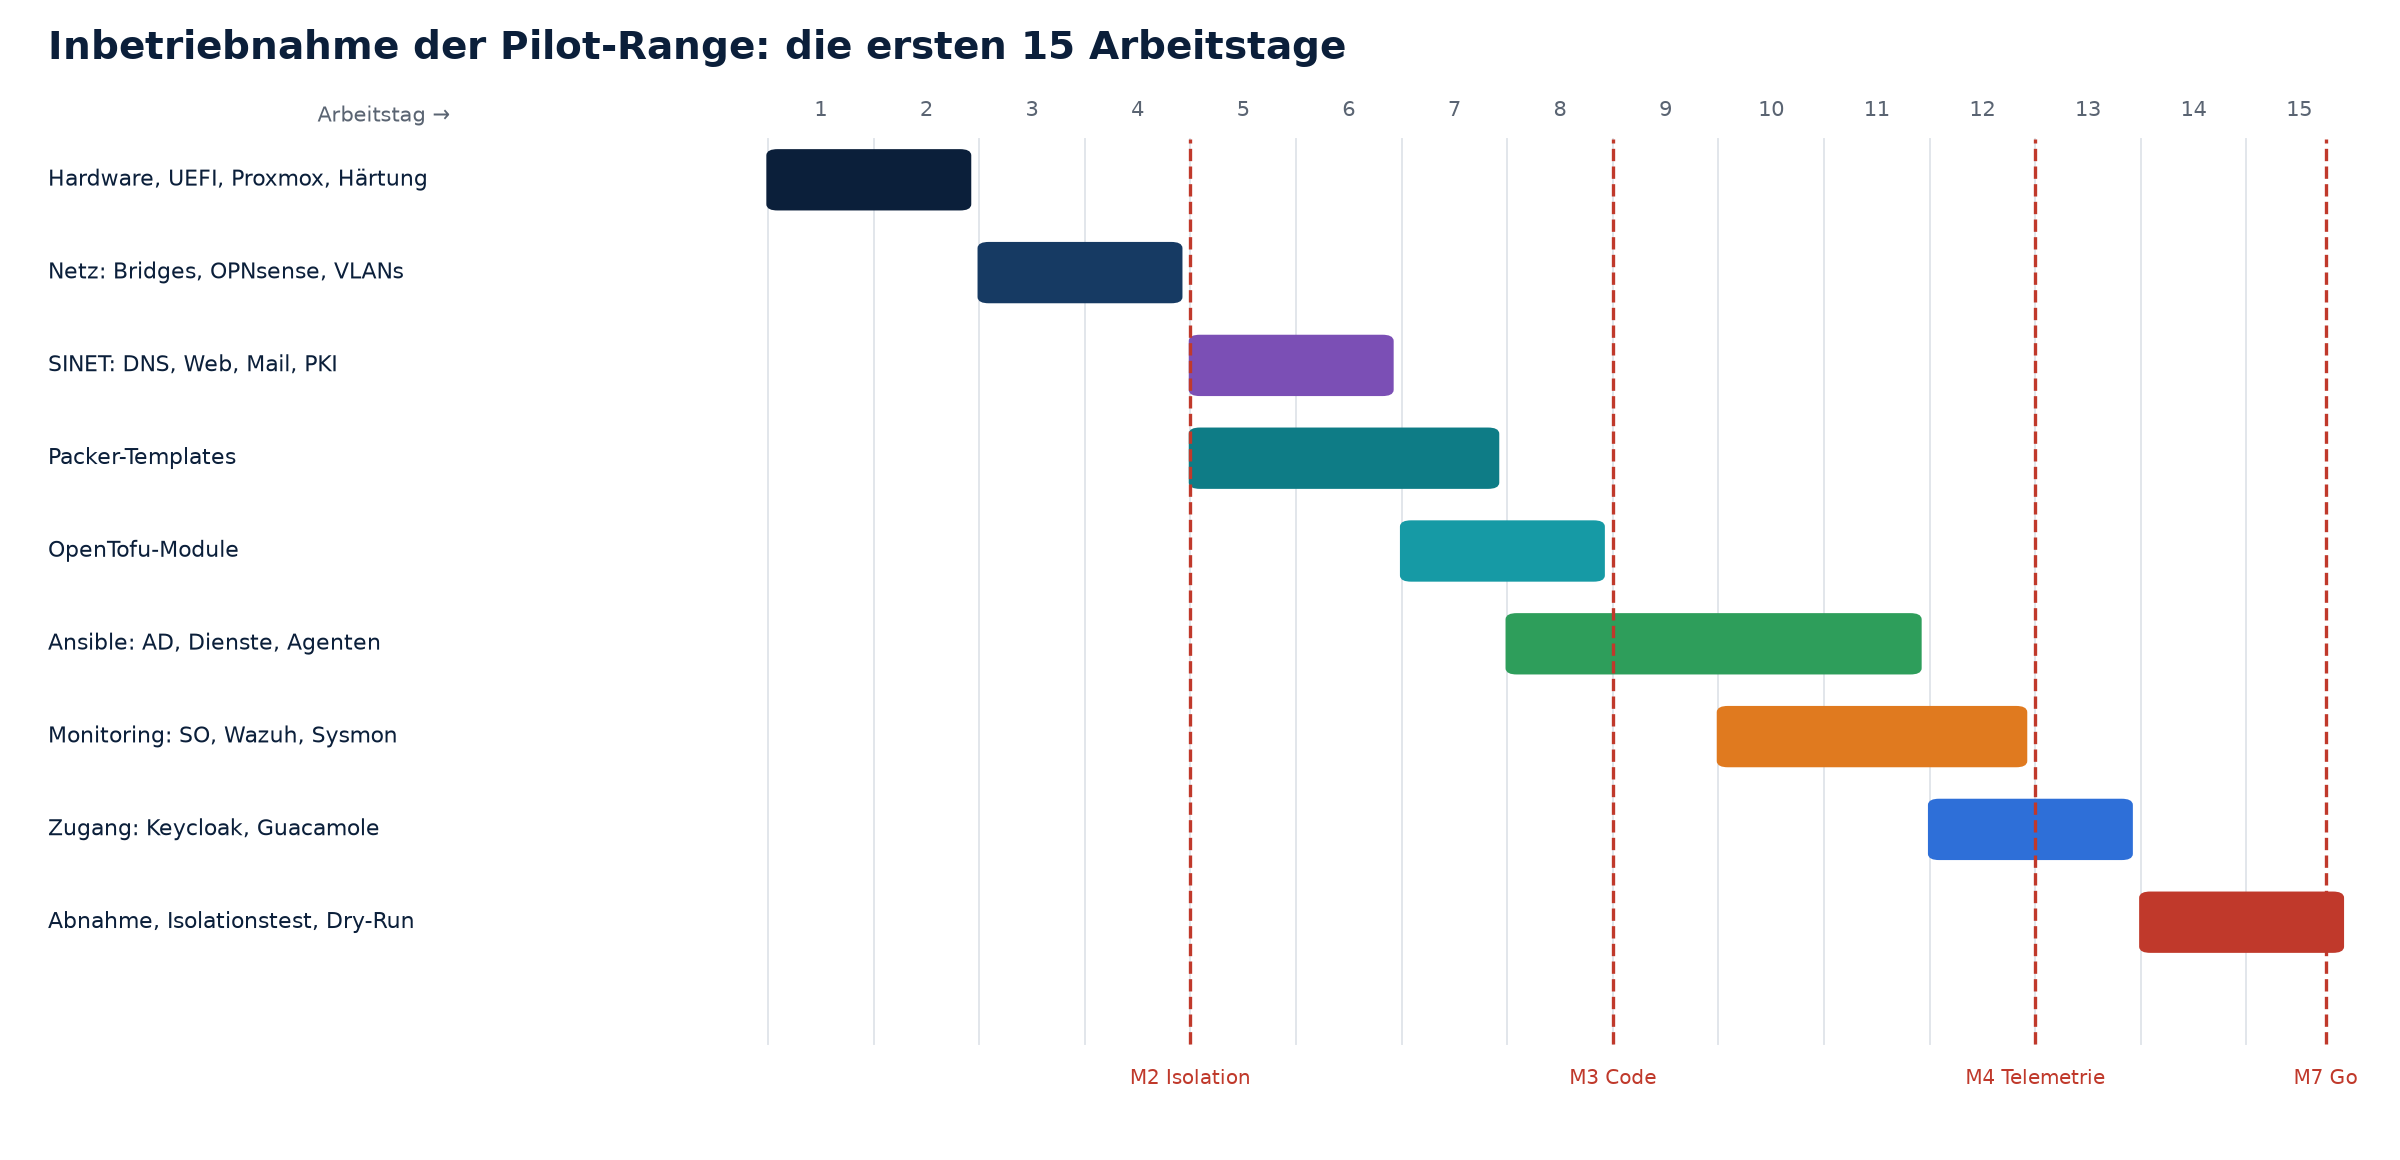 Inbetriebnahme der Pilot-Range: die ersten 15 Arbeitstage
Arbeitstag → 1 2 3 4 5 6 7 8 9 10 11 12 13 14 15
Hardware, UEFI, Proxmox, Härtung
Netz: Bridges, OPNsense, VLANs
SINET: DNS, Web, Mail, PKI
Packer-Templates
OpenTofu-Module
Ansible: AD, Dienste, Agenten
Monitoring: SO, Wazuh, Sysmon
Zugang: Keycloak, Guacamole
Abnahme, Isolationstest, Dry-Run
M2 Isolation M3 Code M4 Telemetrie M7 Go